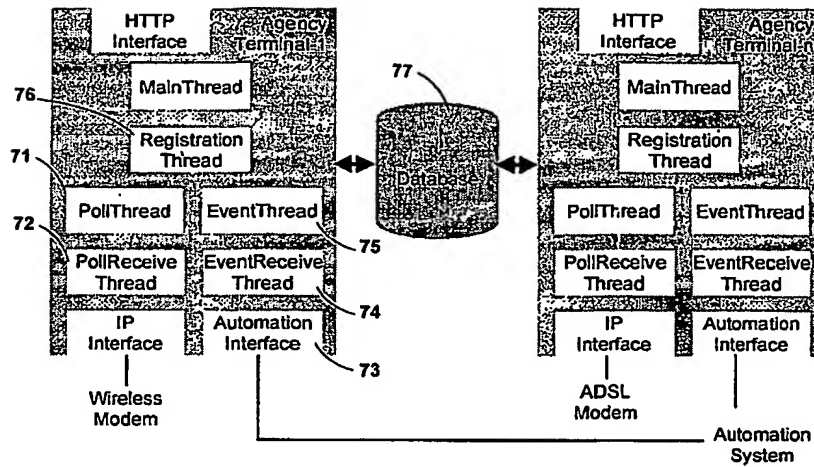 HTTP
Interface
Agency
Terminal-1
MainThread
76
Registration
Thread
71
PollThread
EventThread
72
75
PollReceive
Thread
EventReceive
Thread
74
IP
Interface
Automation
Interface
73
Wireless
Modem
77
Database
HTTP
Interface
Agency
Terminal-n
MainThread
Registration
Thread
PollThread
EventThread
PollReceive
Thread
EventReceive
Thread
IP
Interface
Automation
Interface
ADSL
Modem
Automation
System